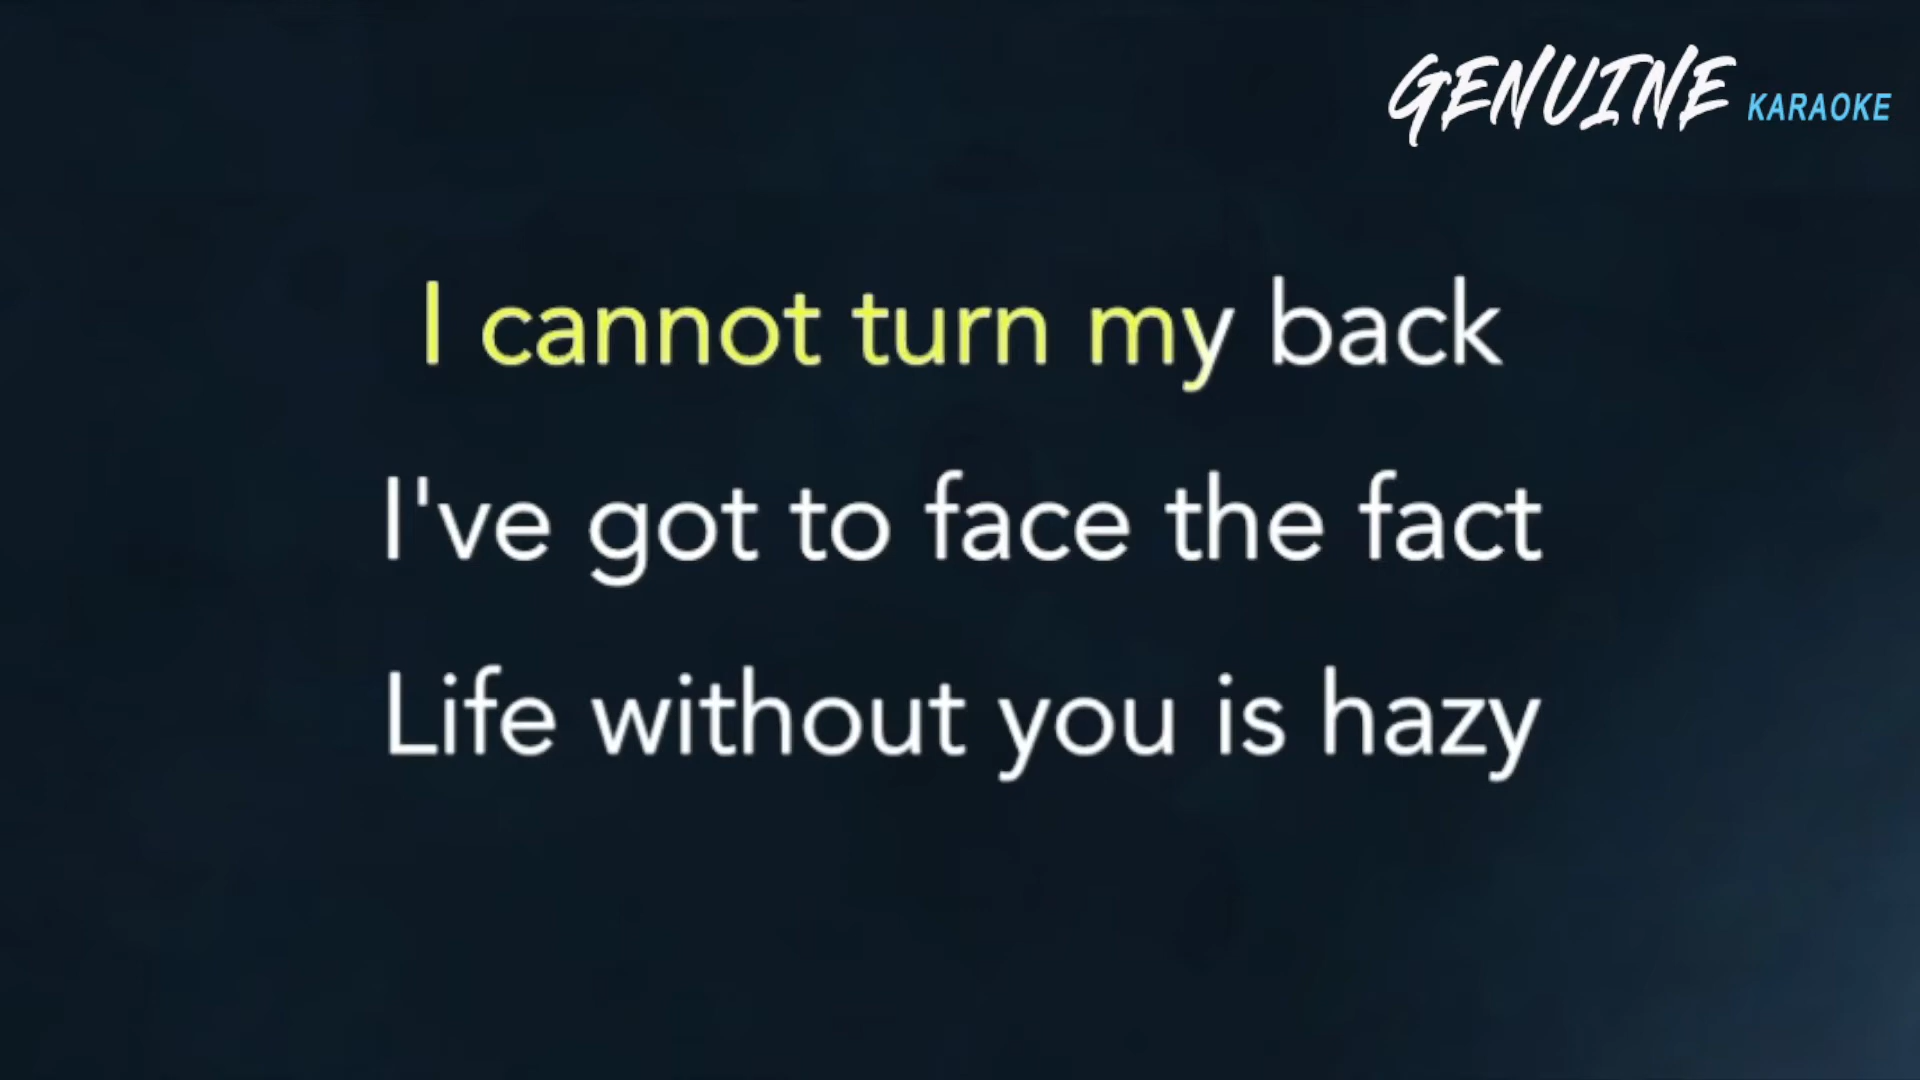 GENUINE KARAOKE
I cannot turn my back
I've got to face the fact
Life without you is hazy